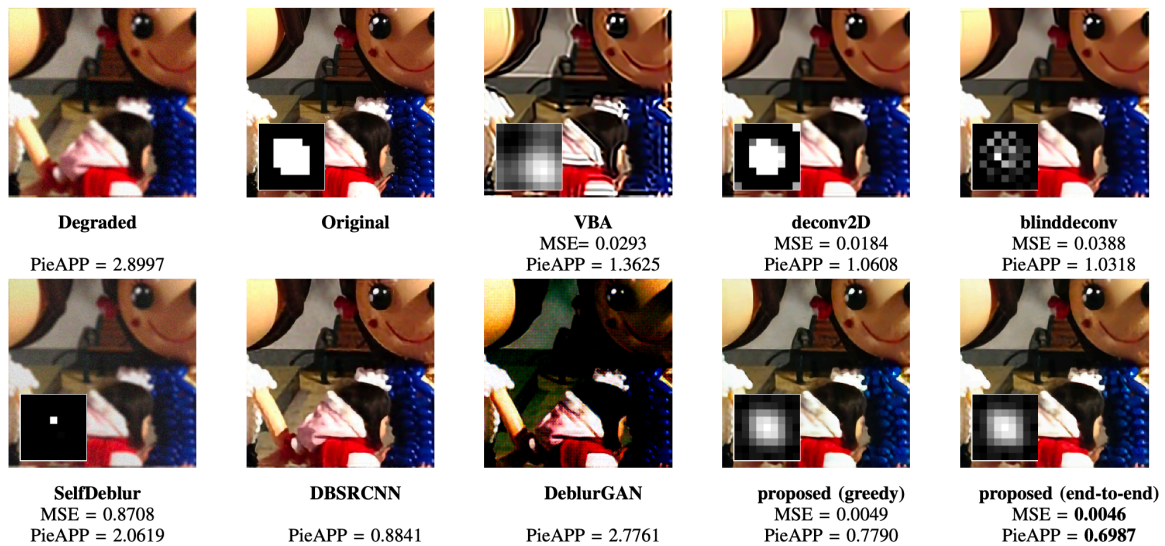 Degraded
PieAPP = 2.8997
Original
VBA
MSE= 0.0293
PieAPP = 1.3625
deconv2D
MSE = 0.0184
PieAPP = 1.0608
blinddeconv
MSE = 0.0388
PieAPP = 1.0318
SelfDeblur
MSE = 0.8708
PieAPP = 2.0619
DBSRCNN
PieAPP = 0.8841
DeblurGAN
PieAPP = 2.7761
proposed (greedy)
MSE = 0.0049
PieAPP = 0.7790
proposed (end-to-end)
MSE = 0.0046
PieAPP = 0.6987